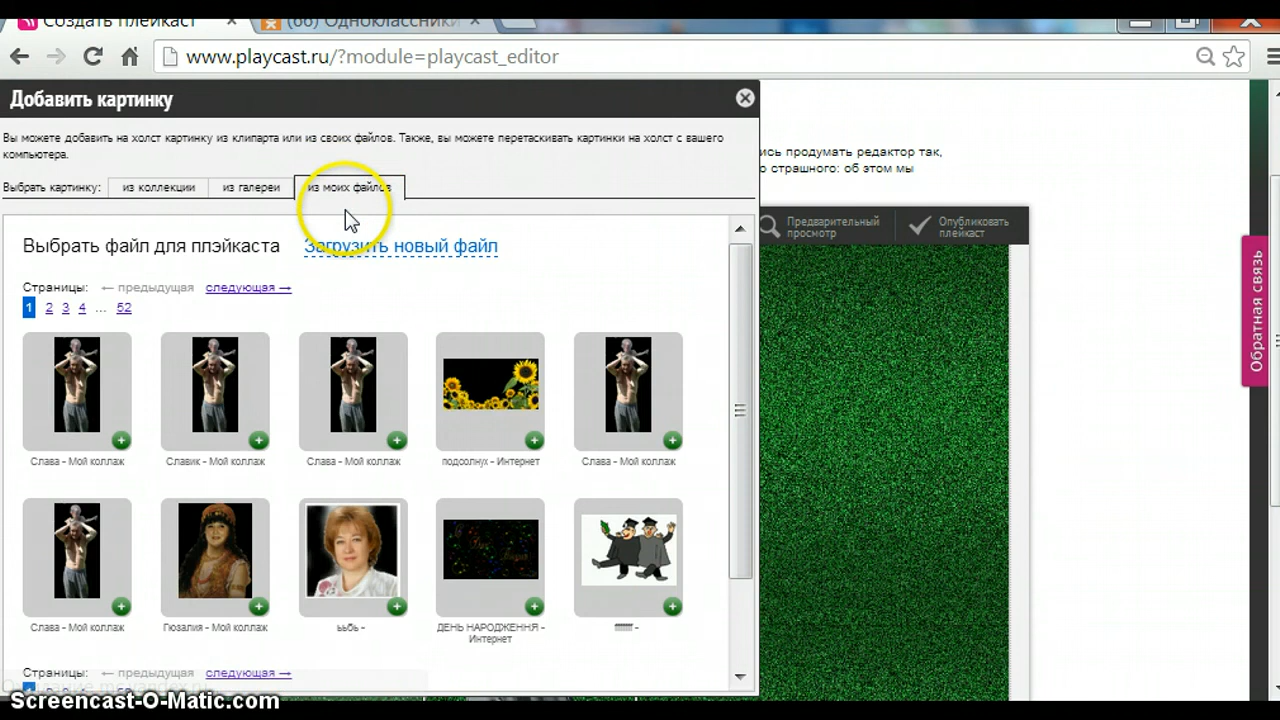 Создать плейкаст
(66) Одноклассники
www.playcast.ru/?module=playcast_editor
Добавить картинку
Вы можете добавить на холст картинку из клипарта или из своих файлов. Также, вы можете перетаскивать картинки на холст с вашего
компьютера.
Выбрать картинку: из коллекции из галереи из моих файлов
Выбрать файл для плэйкаста Загрузить новый файл
Страницы: ← предыдущая следующая →
1 2 3 4 ... 52
Слава - Мой коллаж
Славик - Мой коллаж
Слава - Мой коллаж
подсолнух - Интернет
Слава - Мой коллаж
Слава - Мой коллаж
Гюзалия - Мой коллаж
ььбь -
ДЕНЬ НАРОДЖЕННЯ -
Интернет
Страницы: ← предыдущая следующая →
сь продумать редактор так,
о страшного: об этом мы
Предварительный
просмотр
Опубликовать
плейкаст
Обратная связь
Screencast-O-Matic.com